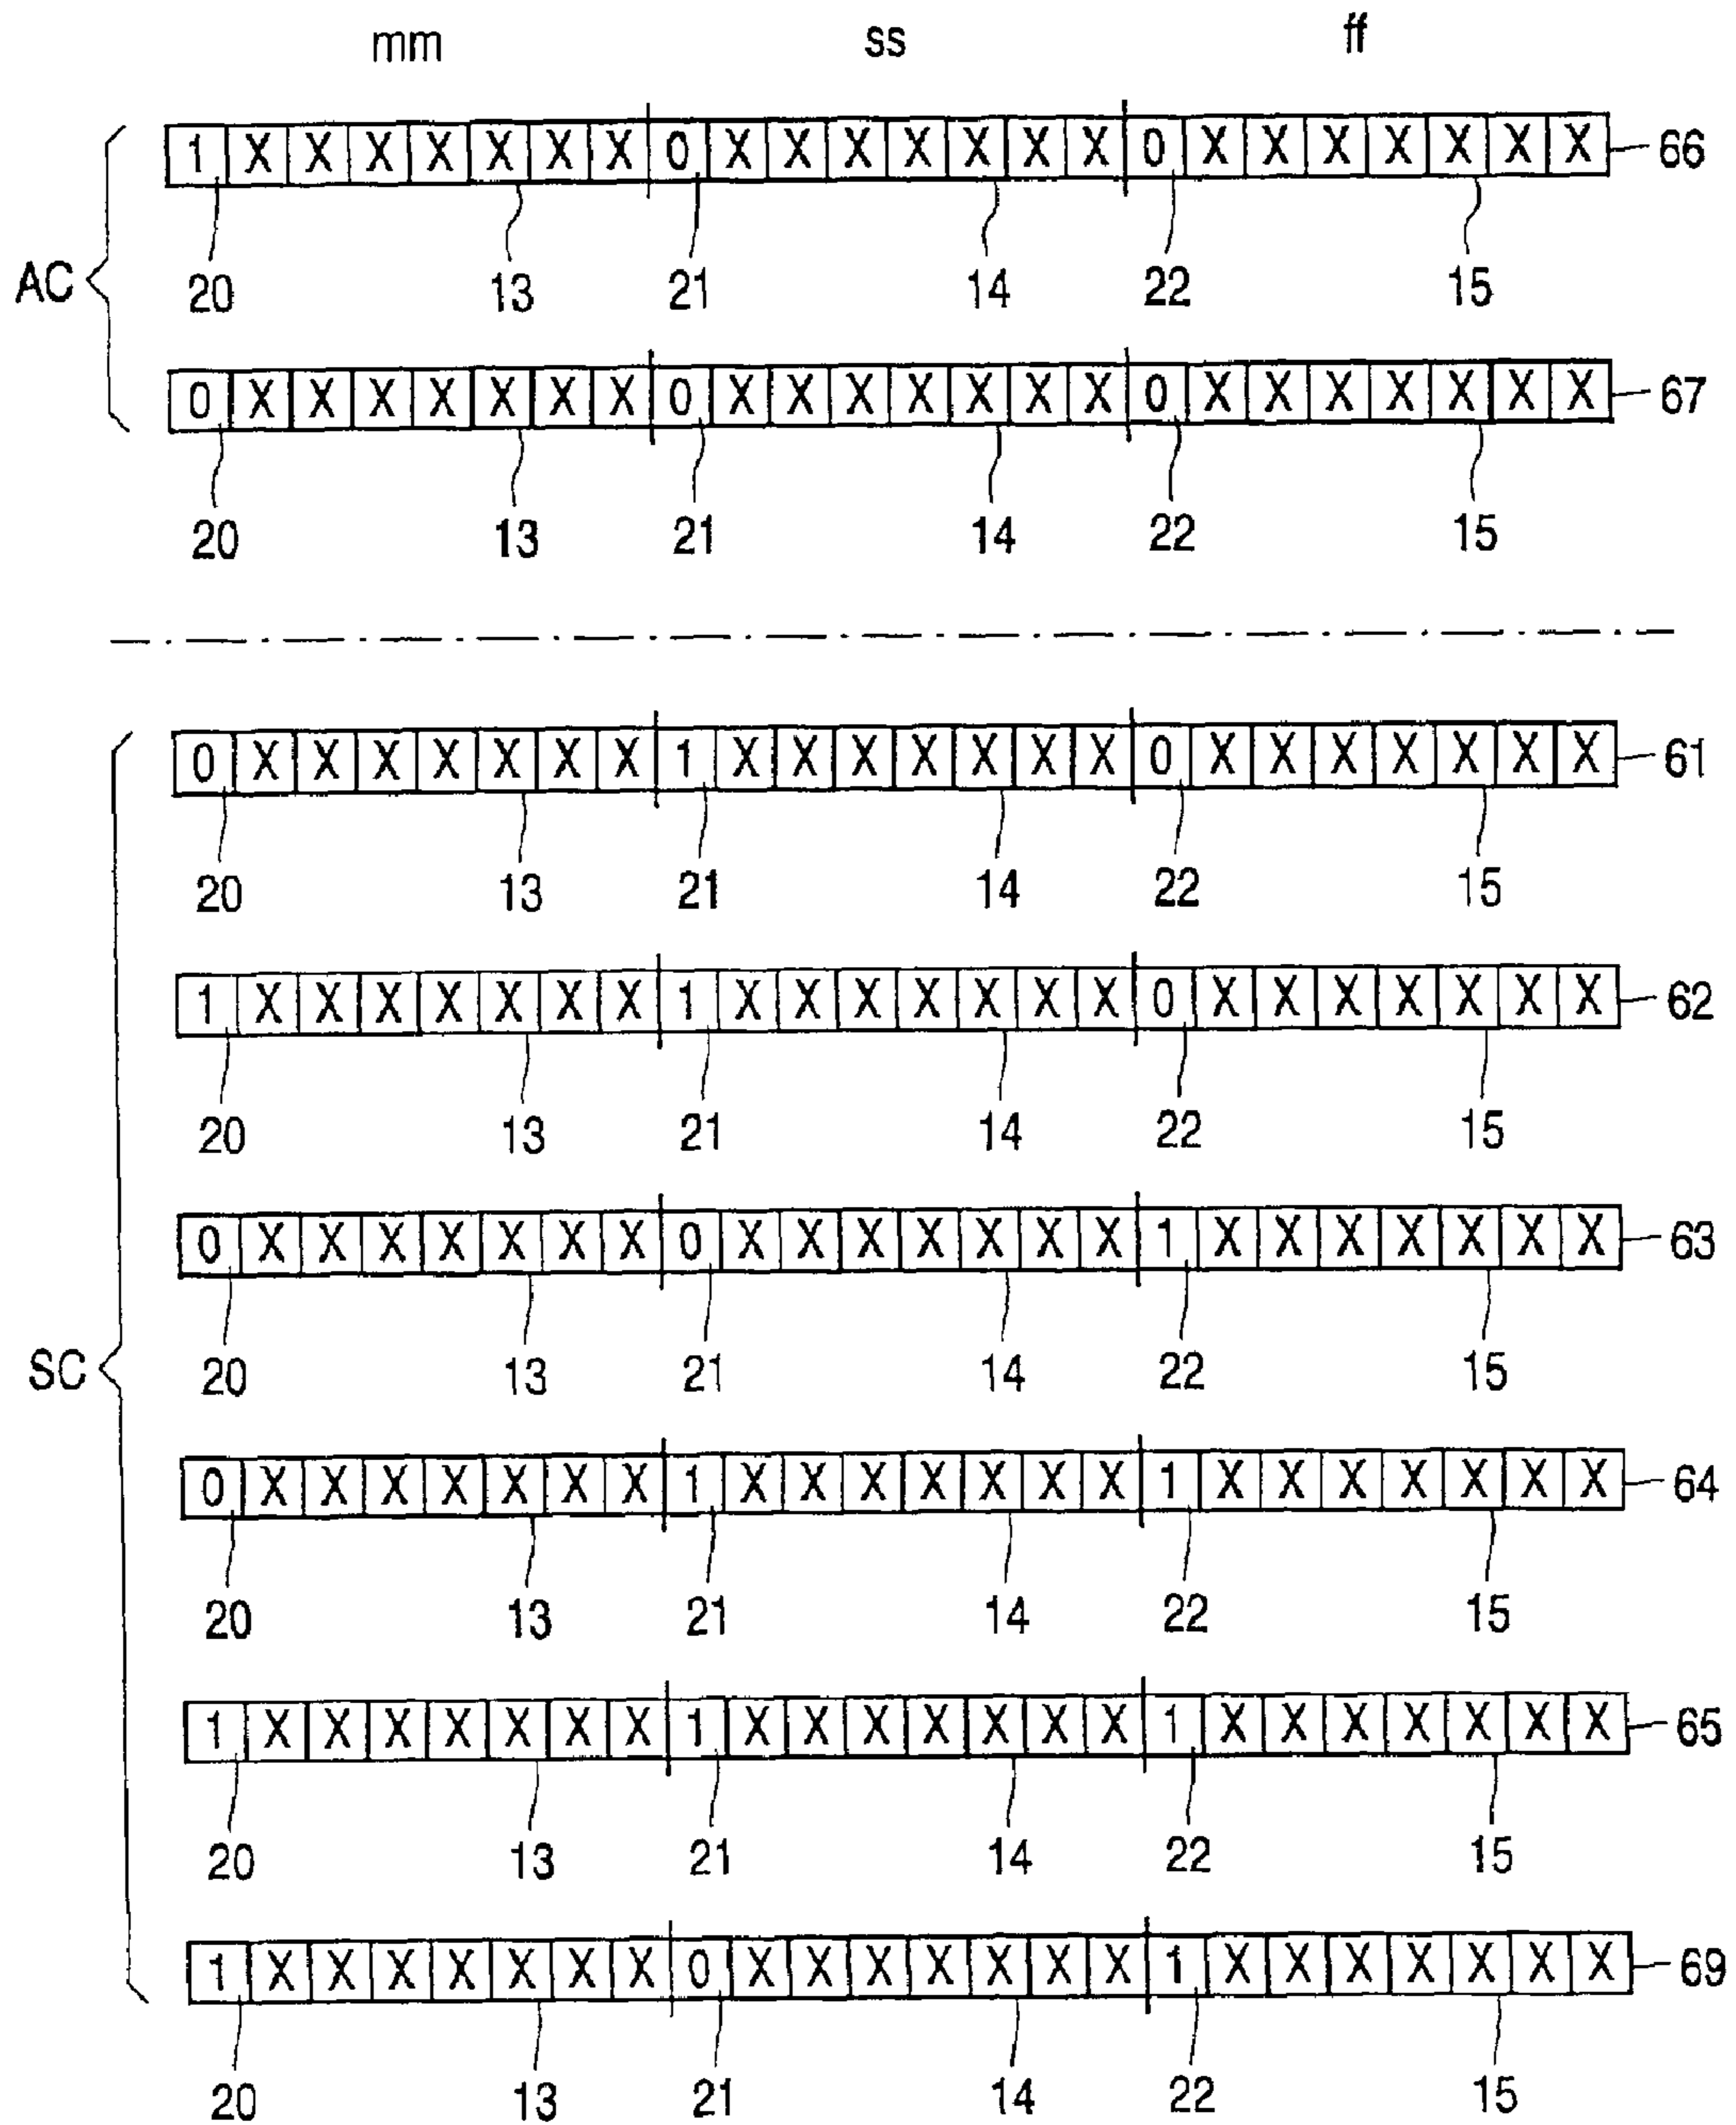 mm ss ff
1 X X X X X X X 0 X X X X X X X 0 X X X X X X X 66
20 13 21 14 22 15
AC
0 X X X X X X X 0 X X X X X X X 0 X X X X X X X 67
20 13 21 14 22 15
0 X X X X X X X 1 X X X X X X X 0 X X X X X X X 61
20 13 21 14 22 15
1 X X X X X X X 1 X X X X X X X 0 X X X X X X X 62
20 13 21 14 22 15
0 X X X X X X X 0 X X X X X X X 1 X X X X X X X 63
SC
20 13 21 14 22 15
0 X X X X X X X 1 X X X X X X X 1 X X X X X X X 64
20 13 21 14 22 15
1 X X X X X X X 1 X X X X X X X 1 X X X X X X X 65
20 13 21 14 22 15
1 X X X X X X X 0 X X X X X X X 1 X X X X X X X 69
20 13 21 14 22 15